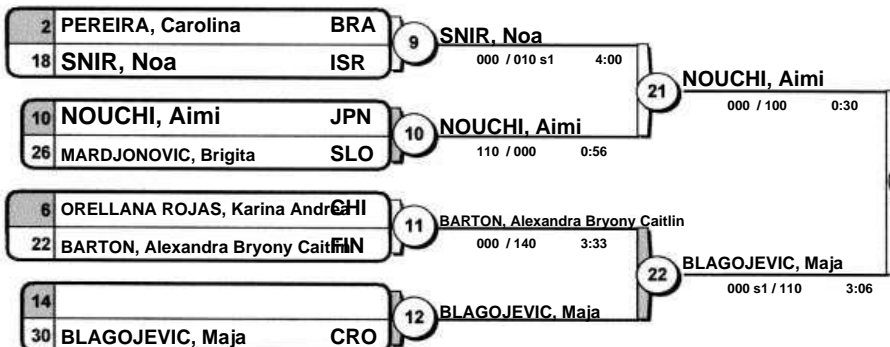 2 PEREIRA, Carolina BRA
18 SNIR, Noa ISR
9
SNIR, Noa
000 / 010 s1 4:00
10 NOUCHI, Aimi JPN
26 MARDJONOVIC, Brigita SLO
10
NOUCHI, Aimi
110 / 000 0:56
21
NOUCHI, Aimi
000 / 100 0:30
6 ORELLANA ROJAS, Karina Andrea CHI
22 BARTON, Alexandra Bryony Caitlin FIN
11
BARTON, Alexandra Bryony Caitlin
000 / 140 3:33
14
30 BLAGOJEVIC, Maja CRO
12
BLAGOJEVIC, Maja
22
BLAGOJEVIC, Maja
000 s1 / 110 3:06